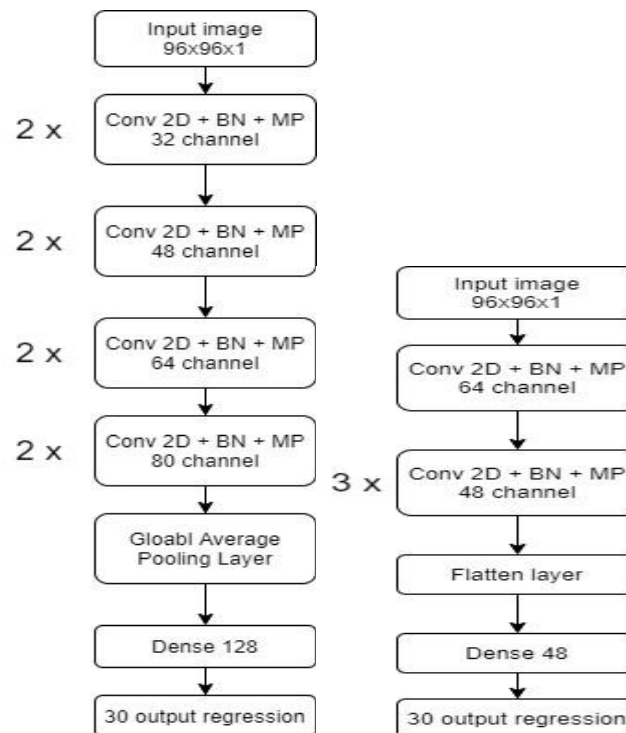 Input image
96x96x1
2 x
Conv 2D + BN + MP
32 channel
2 x
Conv 2D + BN + MP
48 channel
2 x
Conv 2D + BN + MP
64 channel
2 x
Conv 2D + BN + MP
80 channel
Gloabl Average
Pooling Layer
Dense 128
30 output regression
Input image
96x96x1
Conv 2D + BN + MP
64 channel
3 x
Conv 2D + BN + MP
48 channel
Flatten layer
Dense 48
30 output regression